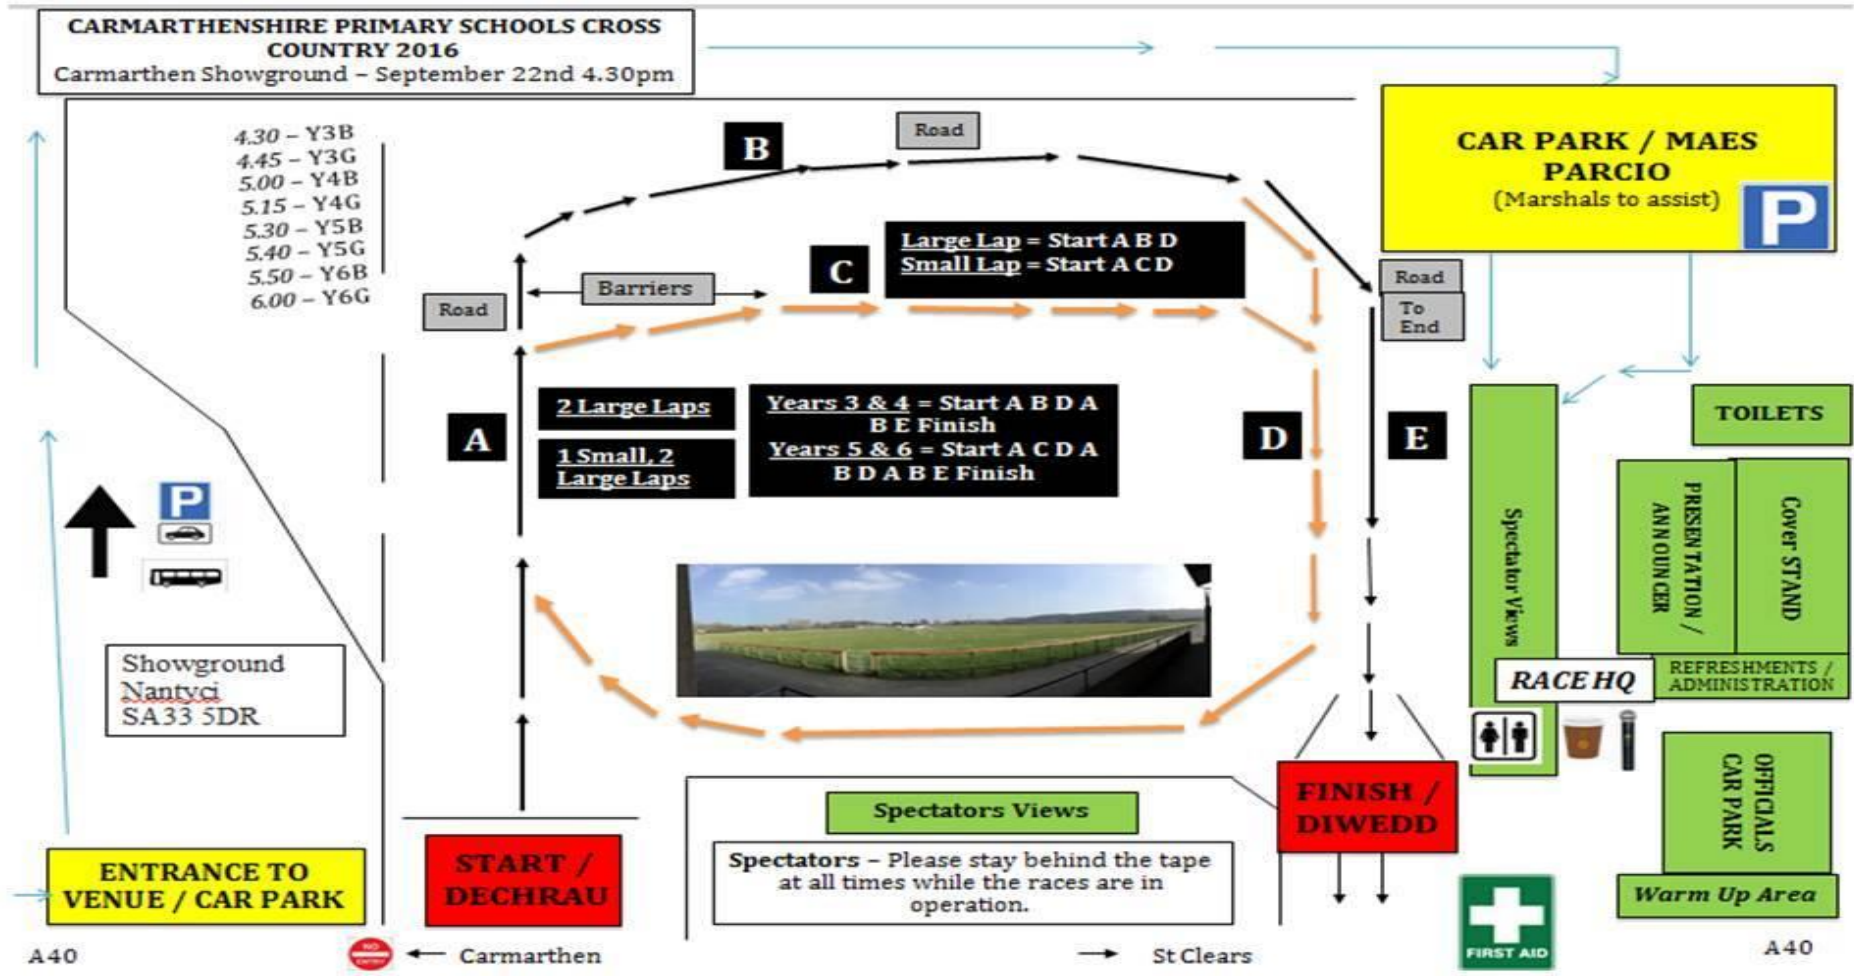 CARMARTHENSHIRE PRIMARY SCHOOLS CROSS
COUNTRY 2016
Carmarthen Showground – September 22nd 4.30pm
4.30 – Y3B
4.45 – Y3G
5.00 – Y4B
5.15 – Y4G
5.30 – Y5B
5.40 – Y5G
5.50 – Y6B
6.00 – Y6G
B
Road
CAR PARK / MAES
PARCIO
(Marshals to assist)
P
Large Lap = Start A B D
Small Lap = Start A C D
C
Barriers
Road
Road
To
End
A
2 Large Laps
1 Small, 2
Large Laps
Years 3 & 4 = Start A B D A
B E Finish
Years 5 & 6 = Start A C D A
B D A B E Finish
D
E
TOILETS
Spectator Views
PRESENTATION /
ANNOUNCER
Cover STAND
P
Showground
Nantyci
SA33 5DR
RACE HQ
REFRESHMENTS /
ADMINISTRATION
OFFICIALS
CAR PARK
Spectators Views
FINISH /
DIWEDD
Spectators – Please stay behind the tape
at all times while the races are in
operation.
ENTRANCE TO
VENUE / CAR PARK
START /
DECHRAU
Warm Up Area
FIRST AID
A40
NO
ENTRY
Carmarthen
St Clears
A40